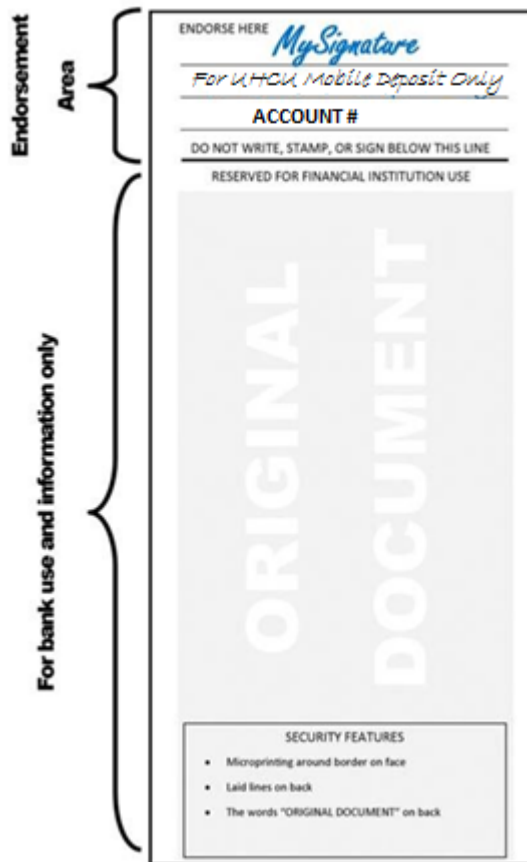 Endorsement
Area
ENDORSE HERE
MySignature
For UHCU Mobile Deposit Only
ACCOUNT #
DO NOT WRITE, STAMP, OR SIGN BELOW THIS LINE
RESERVED FOR FINANCIAL INSTITUTION USE
For bank use and information only
ORIGINAL
DOCUMENT
SECURITY FEATURES
• Microprinting around border on face
• Laid lines on back
• The words "ORIGINAL DOCUMENT" on back